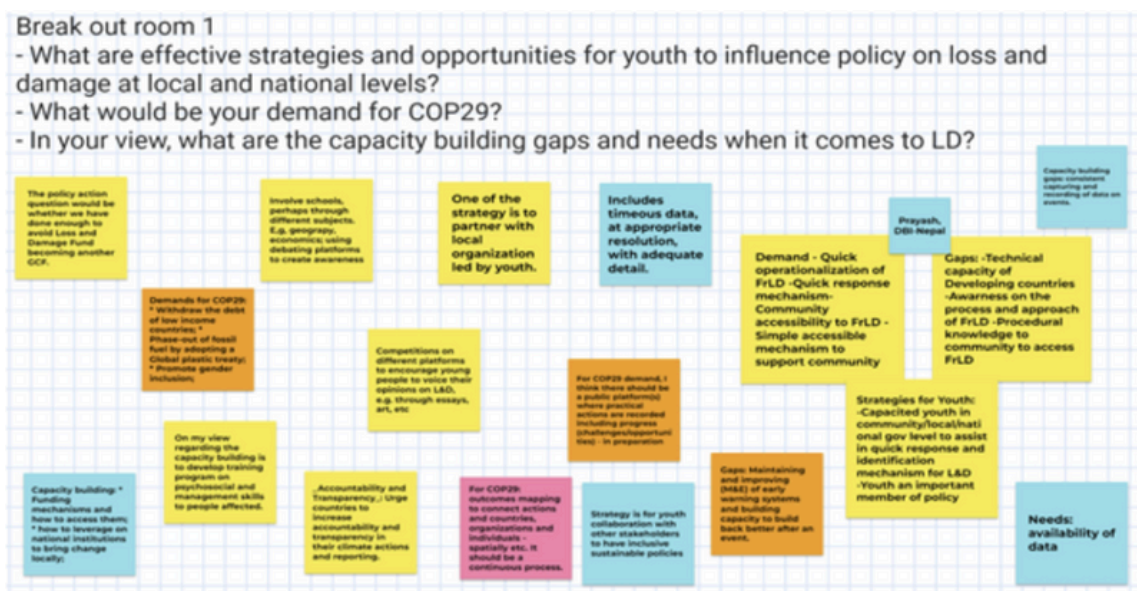 Break out room 1
- What are effective strategies and opportunities for youth to influence policy on loss and
damage at local and national levels?
- What would be your demand for COP29?
- In your view, what are the capacity building gaps and needs when it comes to LD?
The policy action
question would be
whether we have
done enough to
avoid Loss and
Damage Fund
becoming another
GCF.
Involve schools,
perhaps through
different subjects.
E.g, geograpy,
economics; using
debating platforms
to create awareness
One of the
strategy is to
partner with
local
organization
led by youth.
Includes
timeous data,
at appropriate
resolution,
with adequate
detail.
Prayash,
DBI-Nepal
Capacity building
gaps: consistent
capturing and
recording of data on
events.
Demand - Quick
operationalization of
FrLD -Quick response
mechanism-
Community
accessibility to FrLD -
Simple accessible
mechanism to
support community
Gaps: -Technical
capacity of
Developing countries
-Awarness on the
process and approach
of FrLD -Procedural
knowledge to
community to access
FrLD
Demands for COP29:
* Withdraw the debt
of low income
countries; *
Phase-out of fossil
fuel by adopting a
Global plastic treaty;
* Promote gender
inclusion;
Competitions on
different platforms
to encourage young
people to voice their
opinions on L&D,
e.g. through essays,
art, etc
For COP29 demand, I
think there should be
a public platform(s)
where practical
actions are recorded
including progress
(challenges/opportuni
ties) - in preparation
Strategies for Youth:
-Capacited youth in
community/local/nati
onal gov level to assist
in quick response and
identification
mechanism for L&D
-Youth an important
member of policy
On my view
regarding the
capacity building is
to develop training
program on
psychosocial and
management skills
to people affected.
Capacity building: *
Funding
mechanisms and
how to access them;
* how to leverage on
national institutions
to bring change
locally;
_Accountability and
Transparency_: Urge
countries to
increase
accountability and
transparency in
their climate actions
and reporting.
For COP29:
outcomes mapping
to connect actions
and countries,
organizations and
individuals -
spatially etc. It
should be a
continuous process.
Strategy is for youth
collaboration with
other stakeholders
to have inclusive
sustainable policies
Gaps: Maintaining
and improving
(M&E) of early
warning systems
and building
capacity to build
back better after an
event.
Needs:
availability of
data